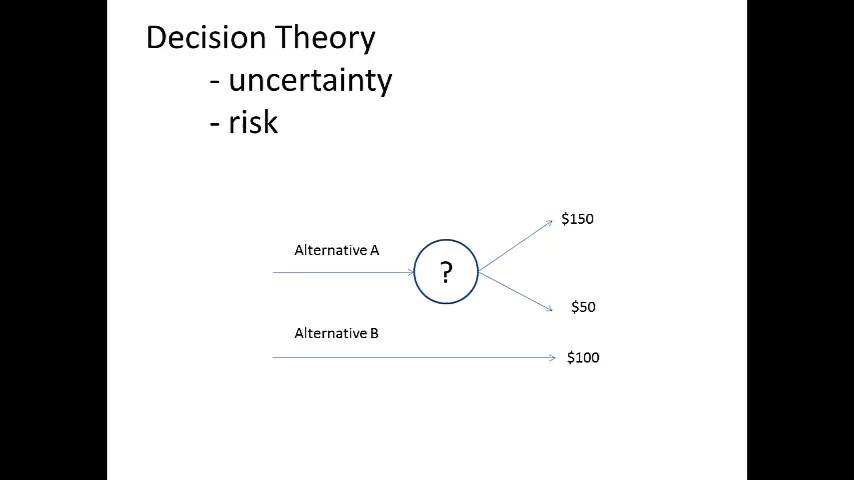 Decision Theory
- uncertainty
- risk
$150
Alternative A
?
$50
Alternative B
$100